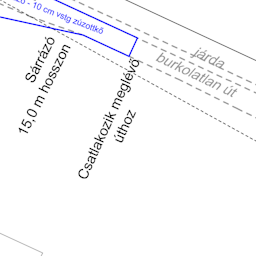 - 10 cm vstg zúzottkő
járda
burkolatlan út
Sárrázó
15,0 m hosszon
Csatlakozik meglévő
úthoz